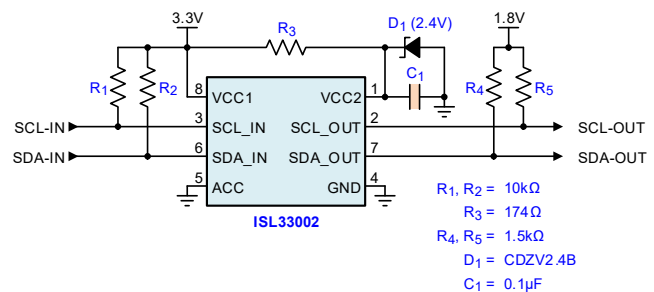 3.3V
D1 (2.4V)
1.8V
R3
R1
R2
C1
R4
R5
8
VCC1
VCC2
1
SCL-IN
3
SCL_IN
SCL_OUT
2
SCL-OUT
SDA-IN
6
SDA_IN
SDA_OUT
7
SDA-OUT
5
ACC
GND
4
ISL33002
R1, R2 = 10kΩ
R3 = 174Ω
R4, R5 = 1.5kΩ
D1 = CDZV2.4B
C1 = 0.1µF